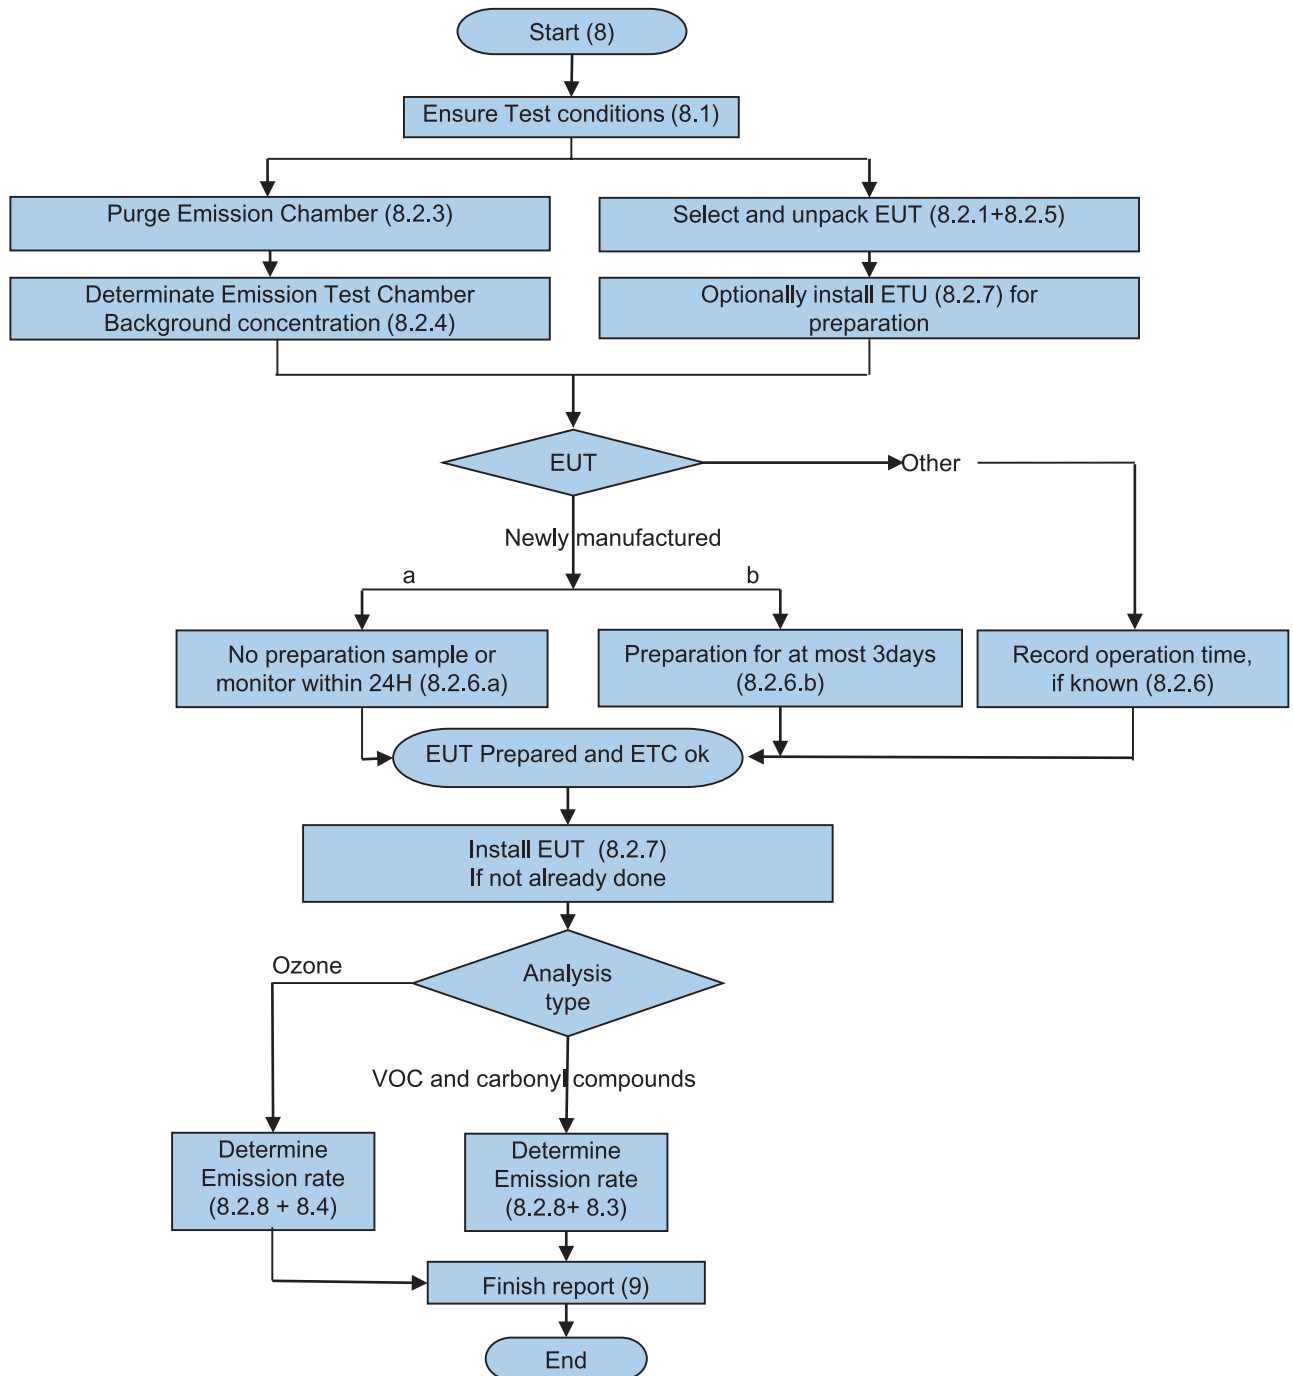 Start (8)
Ensure Test conditions (8.1)
Purge Emission Chamber (8.2.3)
Select and unpack EUT (8.2.1+8.2.5)
Determinate Emission Test Chamber
Background concentration (8.2.4)
Optionally install ETU (8.2.7) for
preparation
EUT
Other
Newly manufactured
a
b
No preparation sample or
monitor within 24H (8.2.6.a)
Preparation for at most 3days
(8.2.6.b)
Record operation time,
if known (8.2.6)
EUT Prepared and ETC ok
Install EUT (8.2.7)
If not already done
Analysis
type
Ozone
VOC and carbonyl compounds
Determine
Emission rate
(8.2.8 + 8.4)
Determine
Emission rate
(8.2.8+ 8.3)
Finish report (9)
End